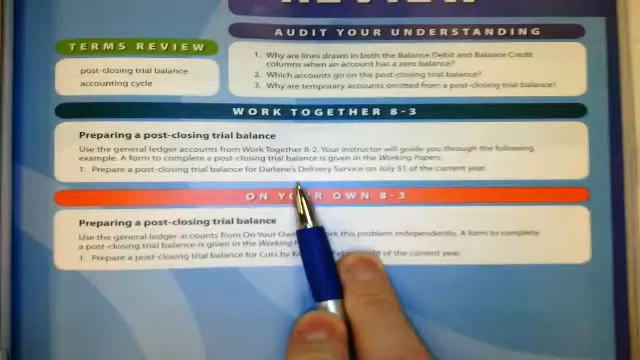 REVIEW
TERMS REVIEW
post-closing trial balance
accounting cycle
AUDIT YOUR UNDERSTANDING
1. Why are lines drawn in both the Balance Debit and Balance Credit
columns when an account has a zero balance?
2. Which accounts go on the post-closing trial balance?
3. Why are temporary accounts omitted from a post-closing trial balance?
WORK TOGETHER 8-3
Preparing a post-closing trial balance
Use the general ledger accounts from Work Together 8-2. Your instructor will guide you through the following
example. A form to complete a post-closing trial balance is given in the Working Papers.
1. Prepare a post-closing trial balance for Darlene's Delivery Service on July 31 of the current year.
ON YOUR OWN 8-3
Preparing a post-closing trial balance
Use the general ledger accounts from On Your Own this problem independently. A form to complete
a post-closing trial balance is given in the Working
1. Prepare a post-closing trial balance for Cuts by of the current year.